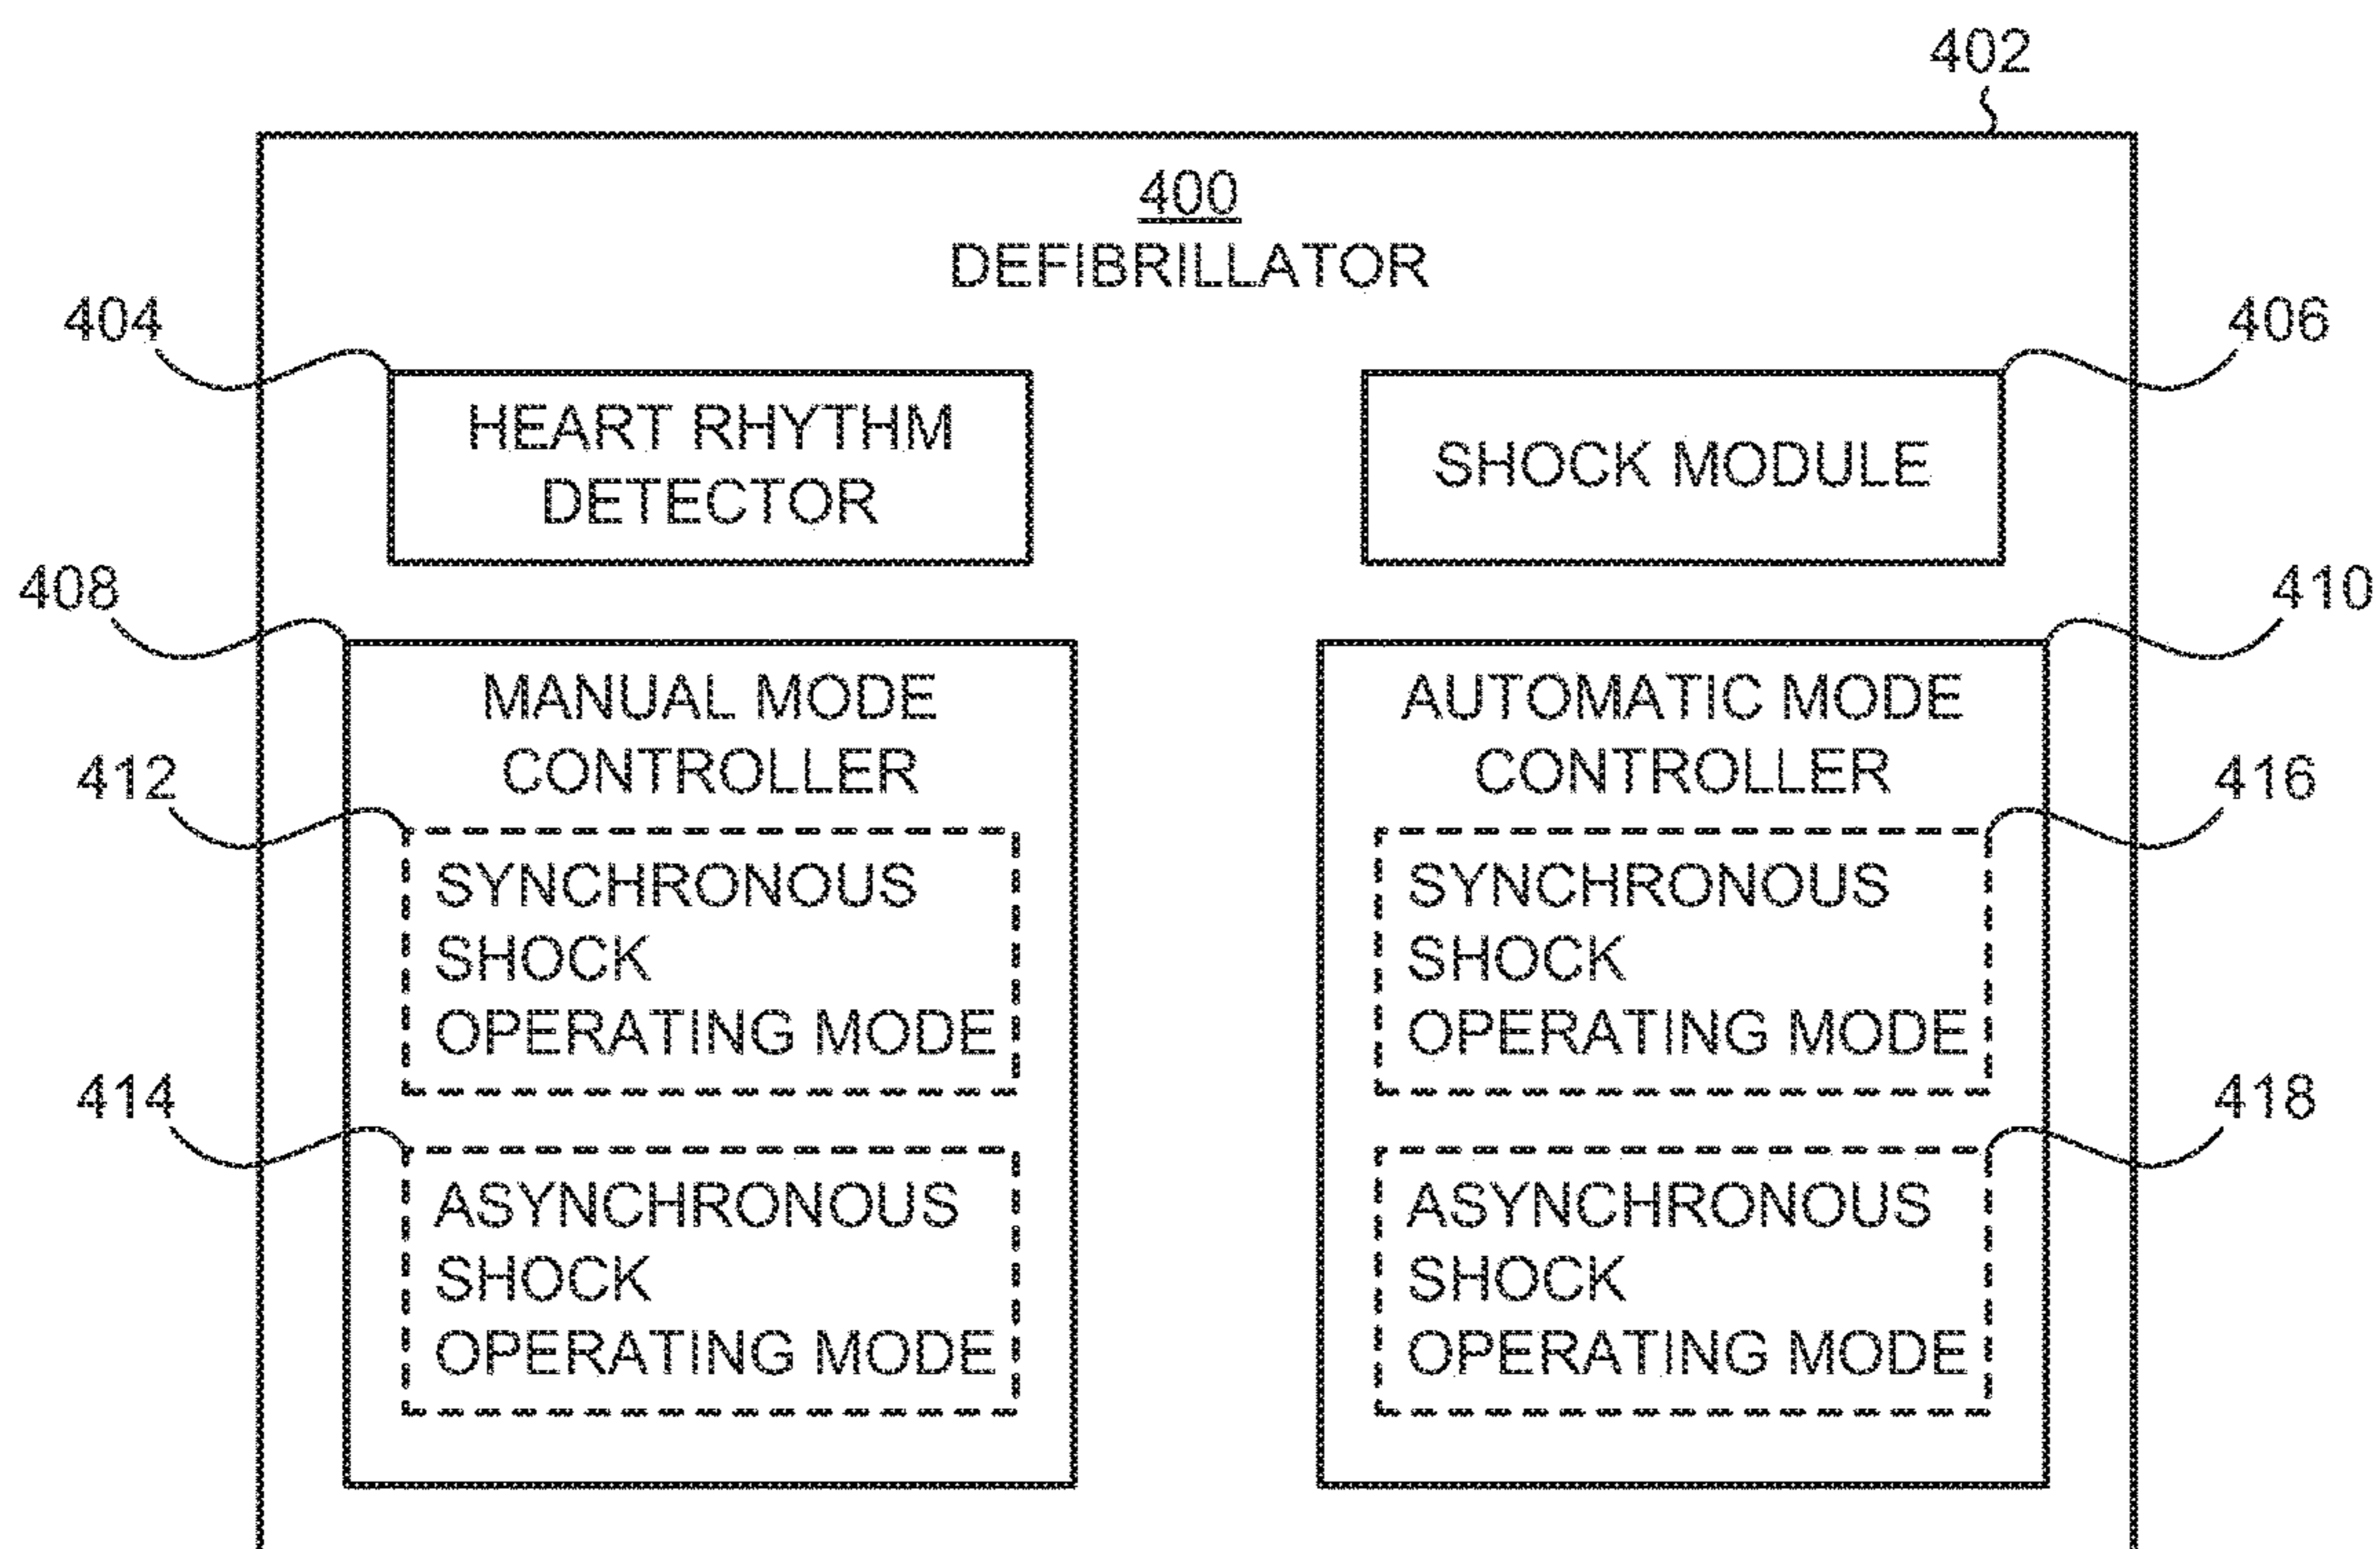 402
400
DEFIBRILLATOR
404
406
HEART RHYTHM
DETECTOR
SHOCK MODULE
408
410
MANUAL MODE
CONTROLLER
AUTOMATIC MODE
CONTROLLER
412
416
SYNCHRONOUS
SHOCK
OPERATING MODE
SYNCHRONOUS
SHOCK
OPERATING MODE
414
418
ASYNCHRONOUS
SHOCK
OPERATING MODE
ASYNCHRONOUS
SHOCK
OPERATING MODE